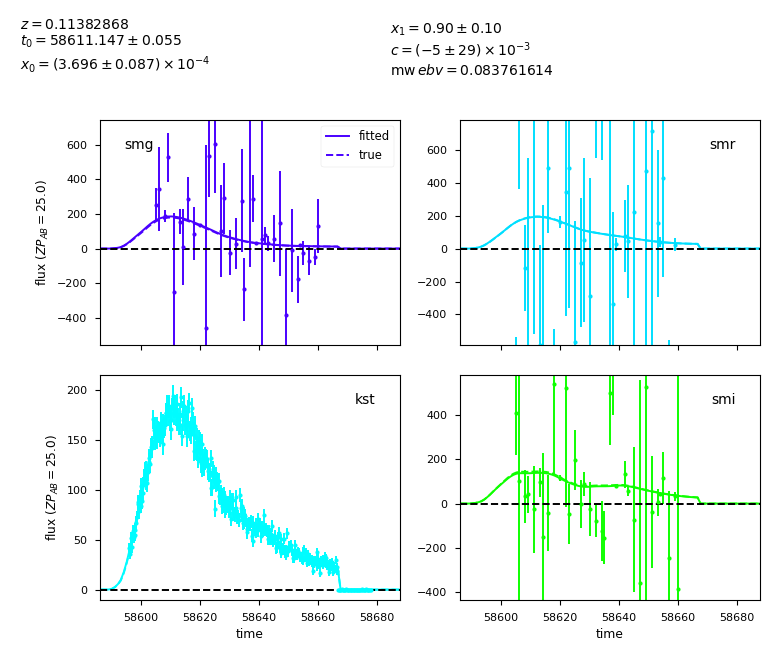 z = 0.11382868
t₀ = 58611.147 ± 0.055
x₀ = (3.696 ± 0.087) × 10⁻⁴
x₁ = 0.90 ± 0.10
c = (−5 ± 29) × 10⁻³
mw ebv = 0.083761614
smg
fitted
true
600
400
200
0
−200
−400
flux (ZP_AB = 25.0)
smr
600
400
200
0
−200
−400
kst
200
150
100
50
0
flux (ZP_AB = 25.0)
58600 58620 58640 58660 58680
time
smi
400
200
0
−200
−400
58600 58620 58640 58660 58680
time